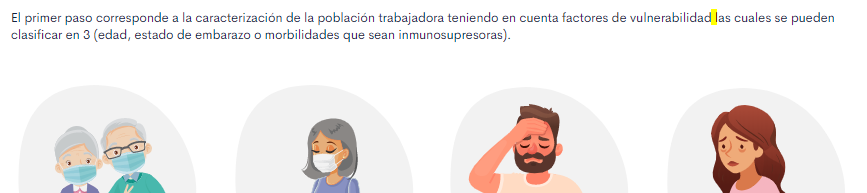 El primer paso corresponde a la caracterización de la población trabajadora teniendo en cuenta factores de vulnerabilidad las cuales se pueden
clasificar en 3 (edad, estado de embarazo o morbilidades que sean inmunosupresoras).